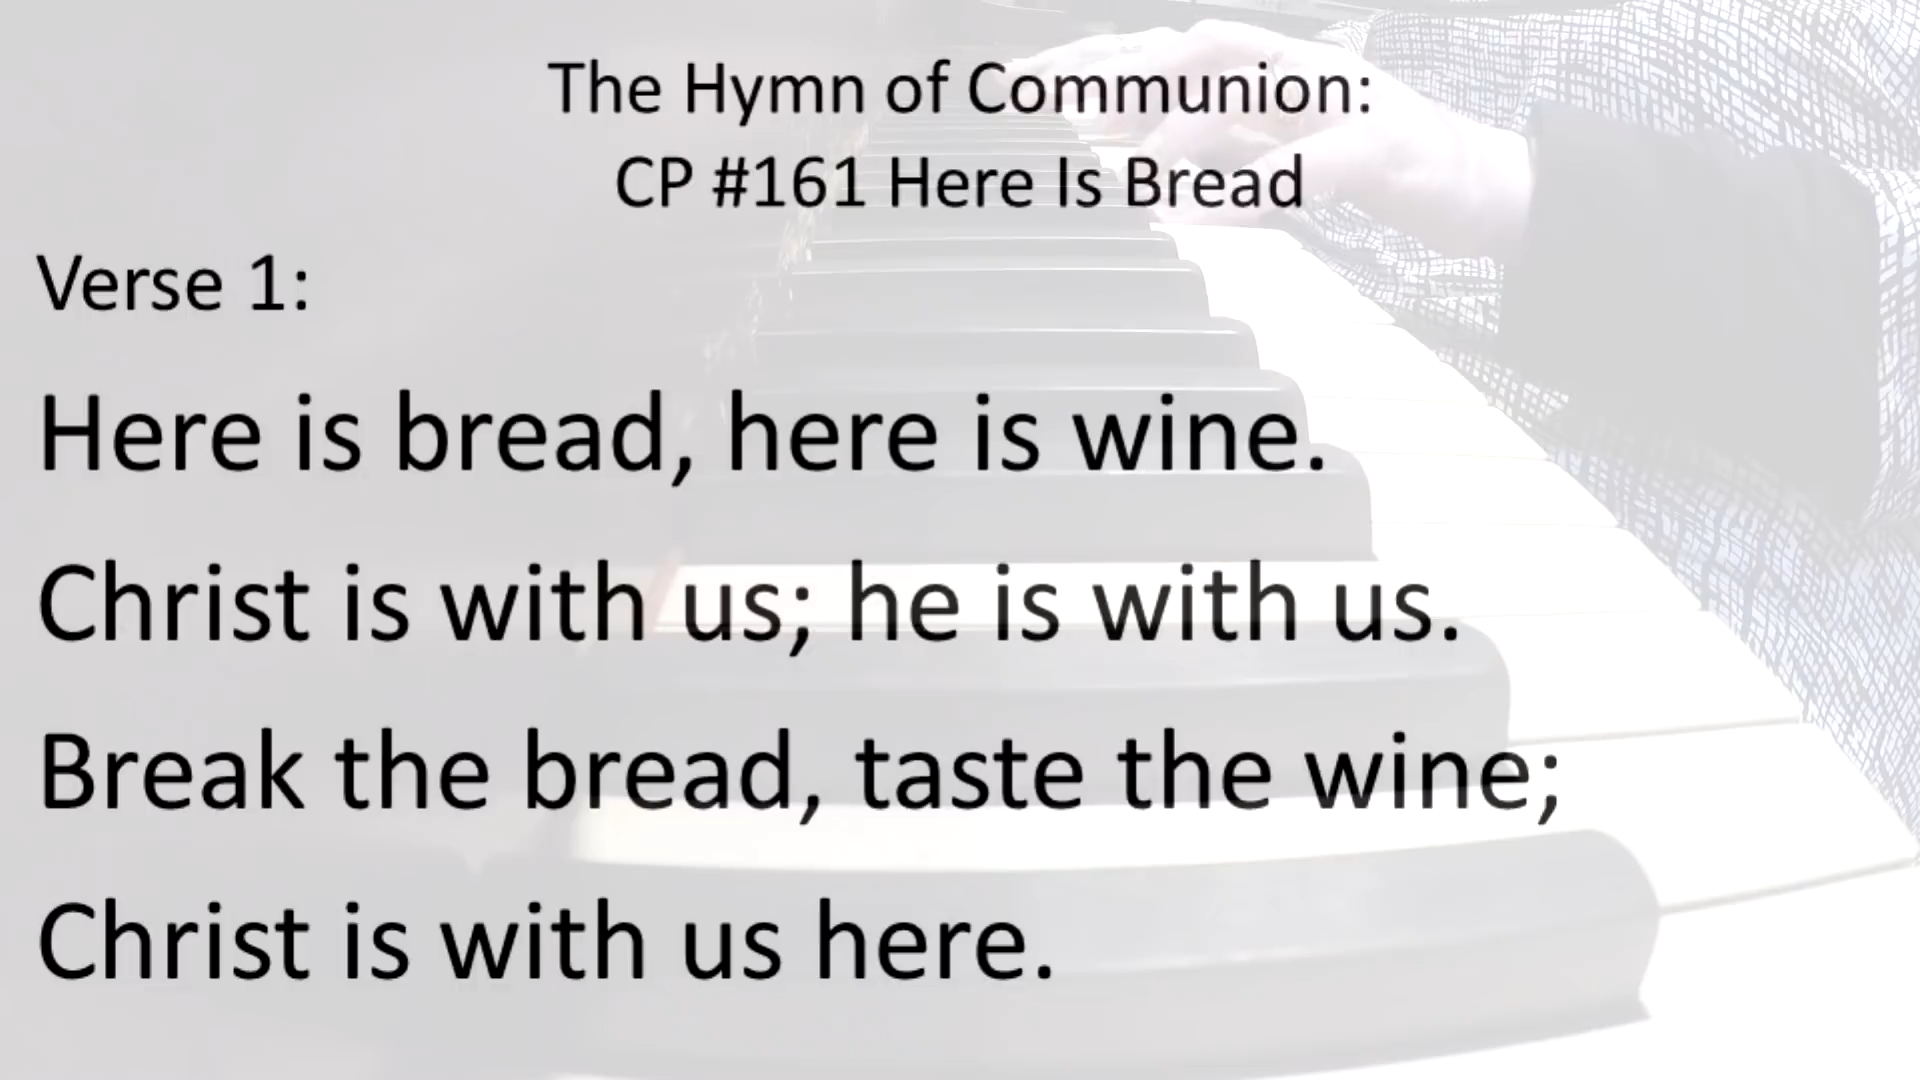 The Hymn of Communion:
CP #161 Here Is Bread
Verse 1:
Here is bread, here is wine.
Christ is with us; he is with us.
Break the bread, taste the wine;
Christ is with us here.